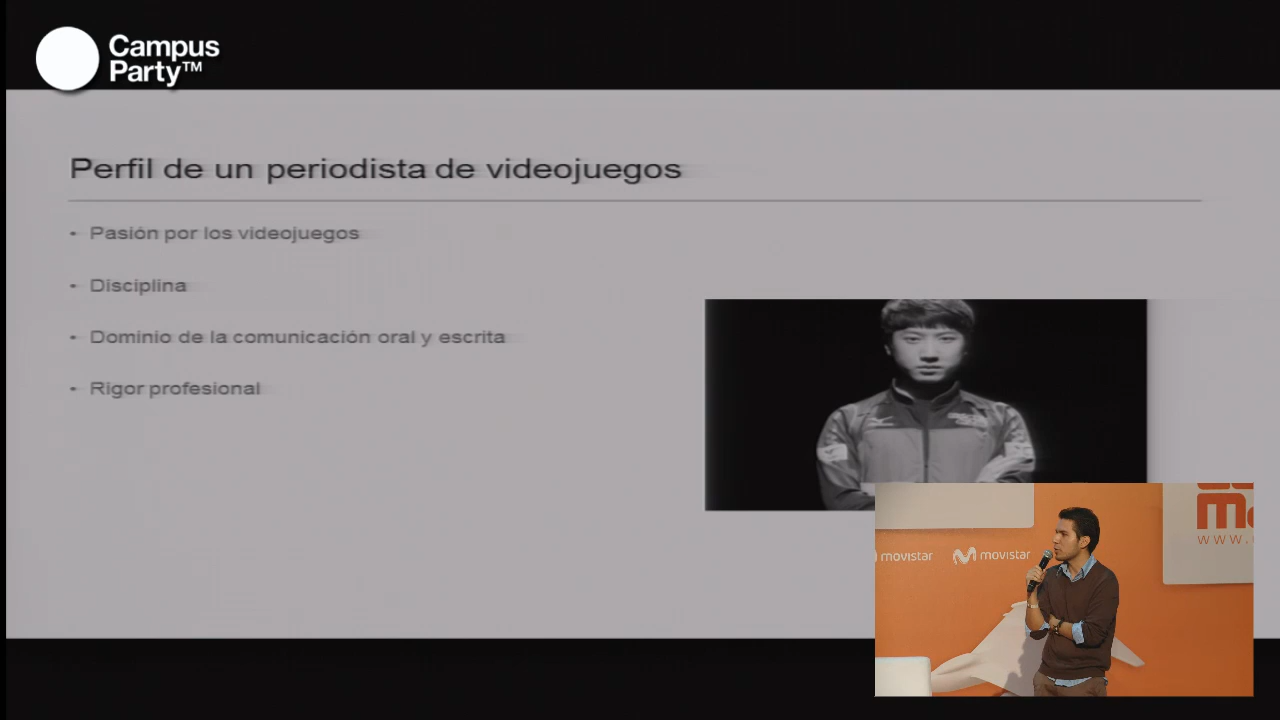 Campus
Party™
Perfil de un periodista de videojuegos
• Pasión por los videojuegos
• Disciplina
• Dominio de la comunicación oral y escrita
• Rigor profesional
movistar
movistar
www.